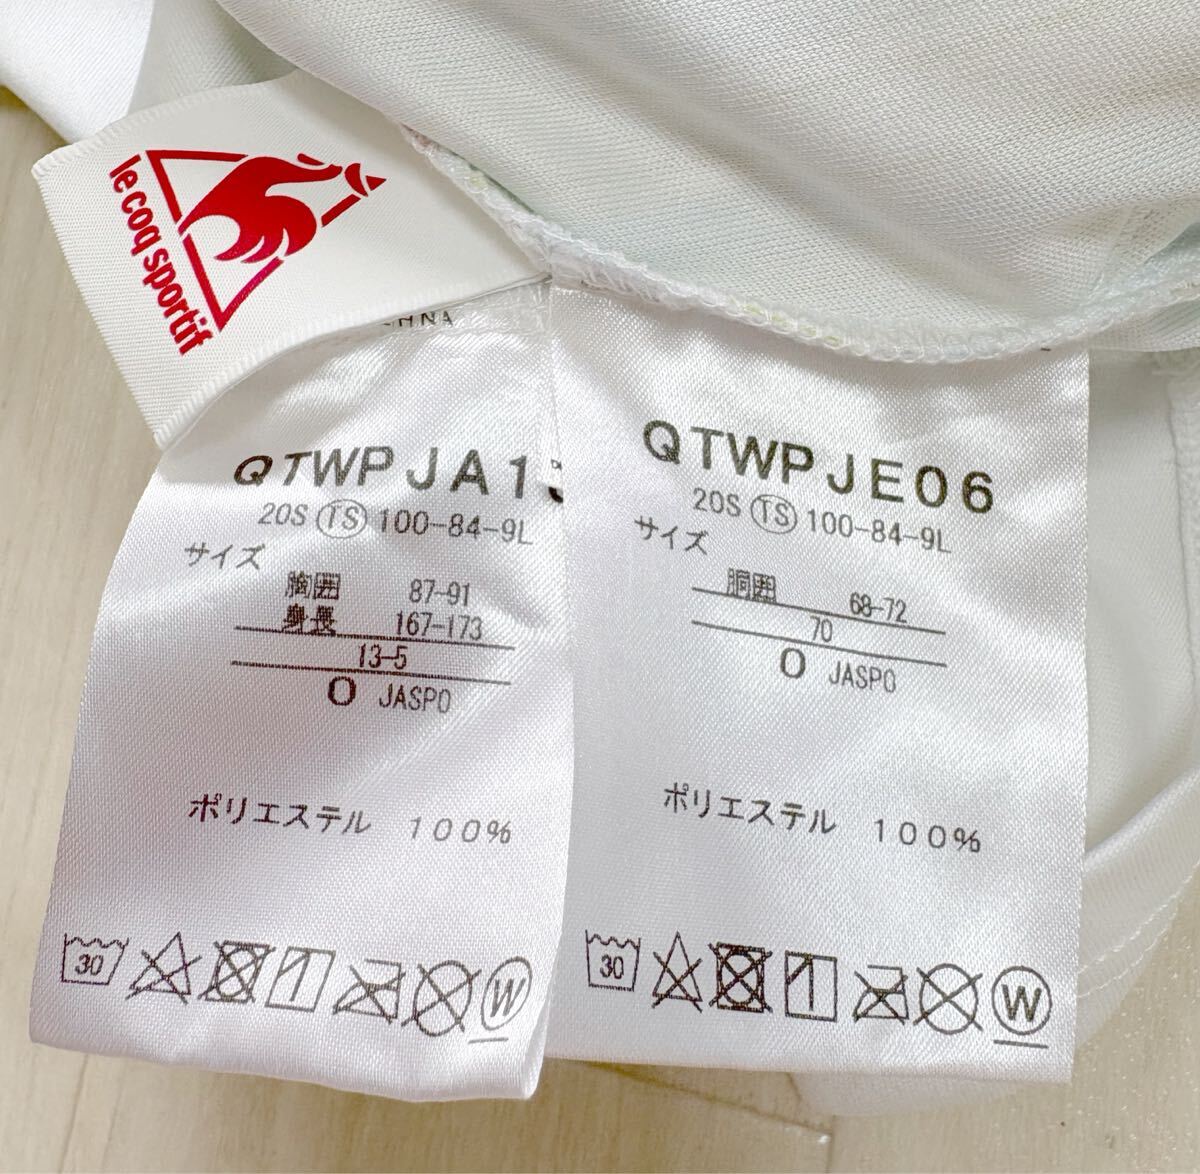 le coq sportif
QTWPJA1
20S TS 100-84-9L
サイズ
胸囲 87-91
身長 167-173
13-5
O JASPO
ポリエステル 100%
30
W
QTWPJE06
20S TS 100-84-9L
サイズ
胴囲 68-72
70
O JASPO
ポリエステル 100%
30
W